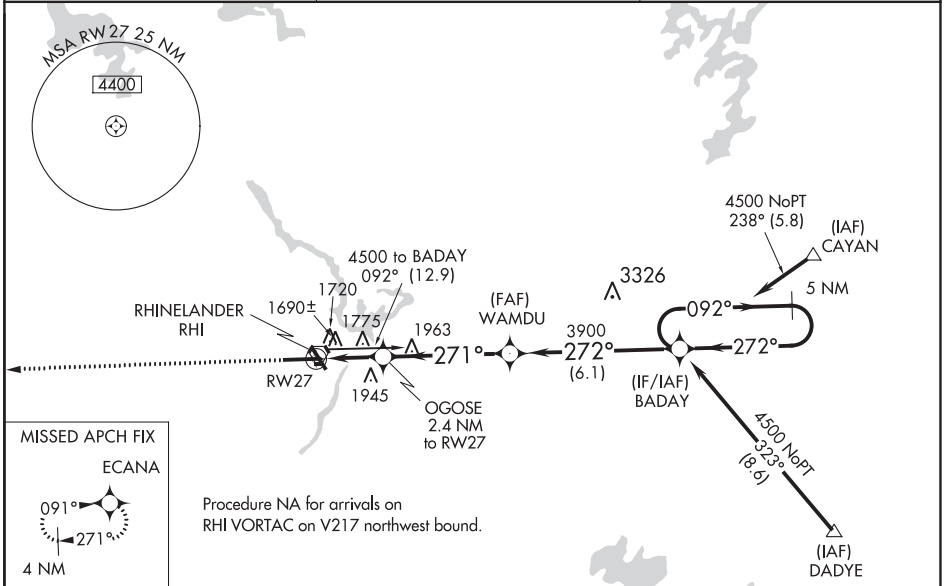 MSA RW27 25 NM
4400
4500 NoPT
238° (5.8)
(IAF)
CAYAN
5 NM
3326
092°
272°
4500 to BADAY
092° (12.9)
1720
1690±
1775
1963
RHINELANDER
RHI
(FAF)
WAMDU
3900
272°
(6.1)
271°
(IF/IAF)
BADAY
RW27
1945
OGOSE
2.4 NM
to RW27
4500 NoPT
323°
(8.6)
(IAF)
DADYE
MISSED APCH FIX
ECANA
091°
271°
4 NM
Procedure NA for arrivals on
RHI VORTAC on V217 northwest bound.